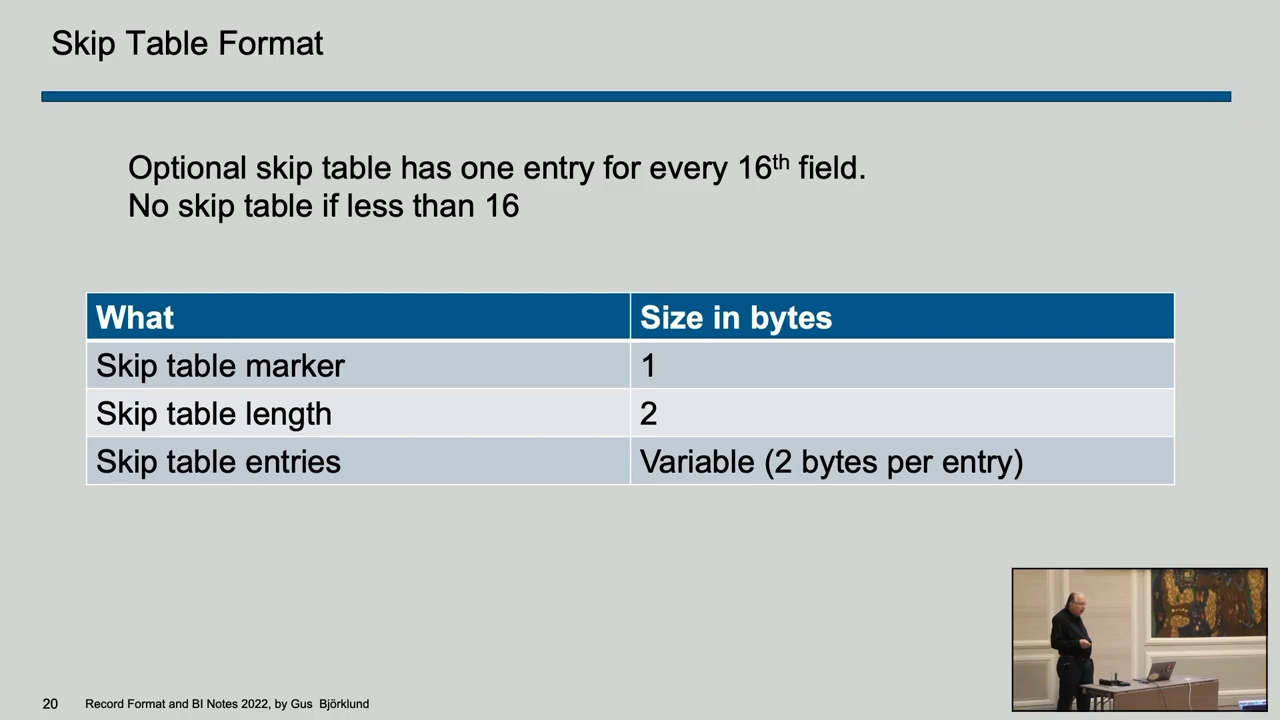 Skip Table Format
Optional skip table has one entry for every 16th field.
No skip table if less than 16
What Size in bytes
Skip table marker 1
Skip table length 2
Skip table entries Variable (2 bytes per entry)
20 Record Format and BI Notes 2022, by Gus Björklund